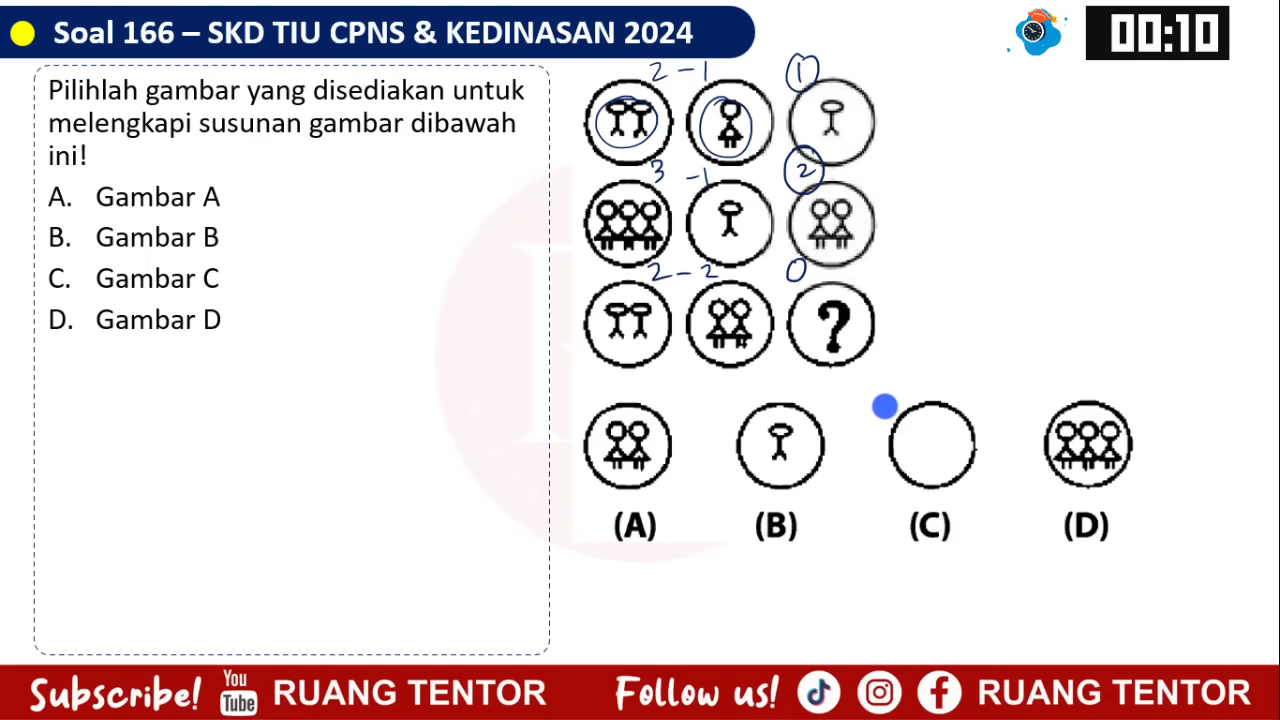 Soal 166 – SKD TIU CPNS & KEDINASAN 2024
00:10
Pilihlah gambar yang disediakan untuk
melengkapi susunan gambar dibawah
ini!
A. Gambar A
B. Gambar B
C. Gambar C
D. Gambar D
2 - 1 1
3 - 1 2
2 - 2 0
?
(A) (B) (C) (D)
Subscribe! You Tube RUANG TENTOR Follow us! RUANG TENTOR